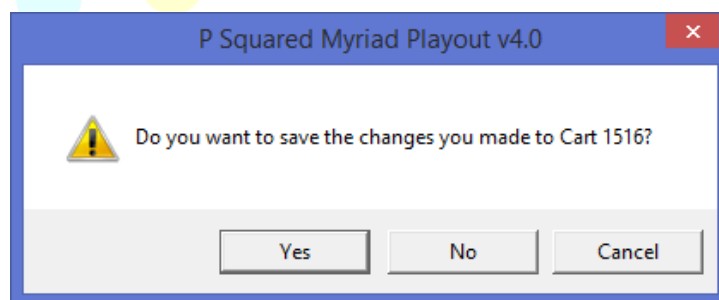 P Squared Myriad Playout v4.0
Do you want to save the changes you made to Cart 1516?
Yes
No
Cancel